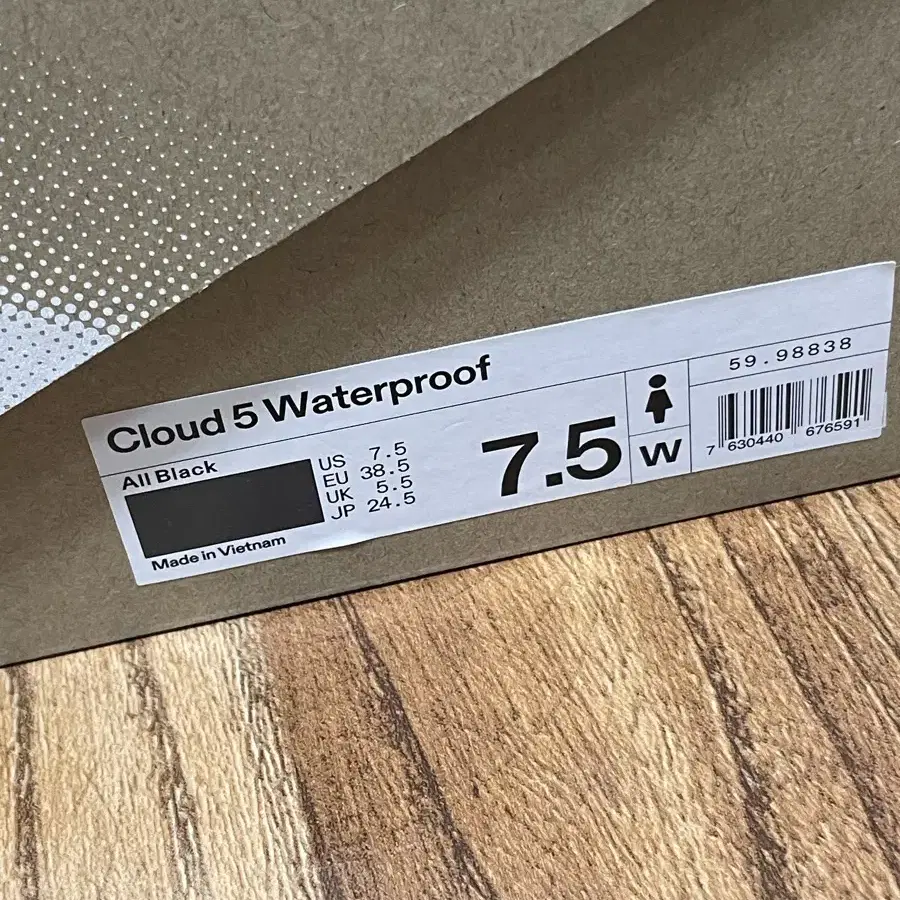 Cloud 5 Waterproof
All Black
Made in Vietnam
US 7.5
EU 38.5
UK 5.5
JP 24.5
7.5
W
59.98838
7 630440 676591